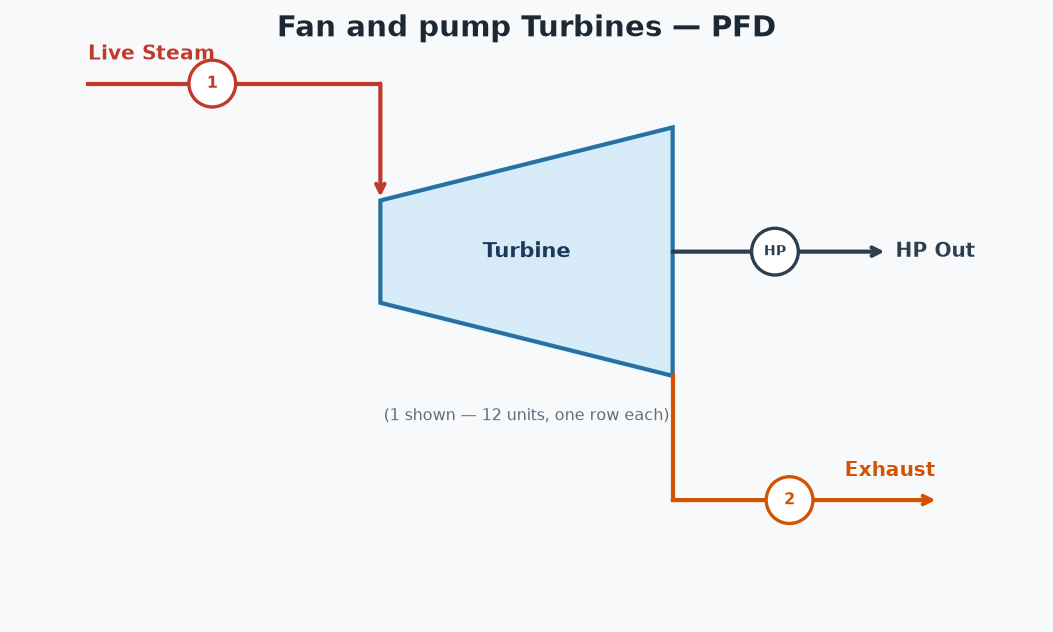 Fan and pump Turbines — PFD
Live Steam
1
Turbine
HP
HP Out
(1 shown — 12 units, one row each)
Exhaust
2